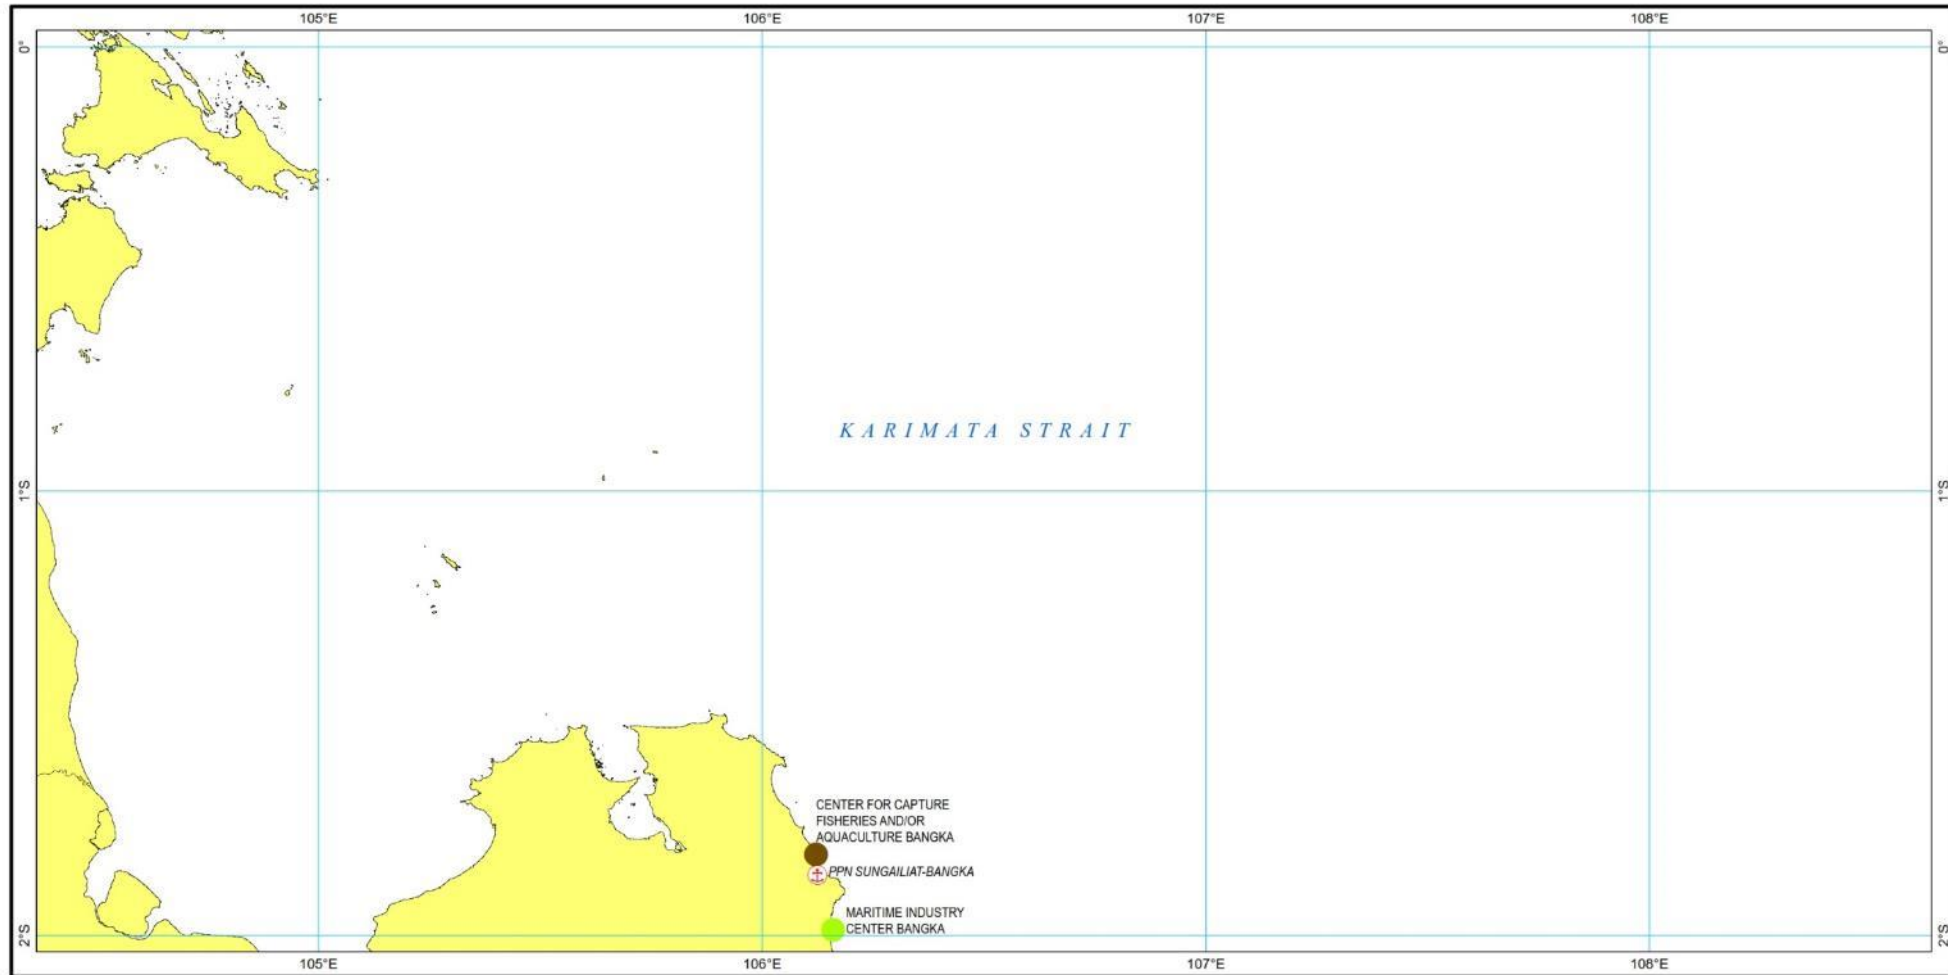 105°E 106°E 107°E 108°E
0° 0°
KARIMATA STRAIT
1°S 1°S
CENTER FOR CAPTURE
FISHERIES AND/OR
AQUACULTURE BANGKA
PPN SUNGAILIAT-BANGKA
MARITIME INDUSTRY
CENTER BANGKA
2°S 2°S
105°E 106°E 107°E 108°E